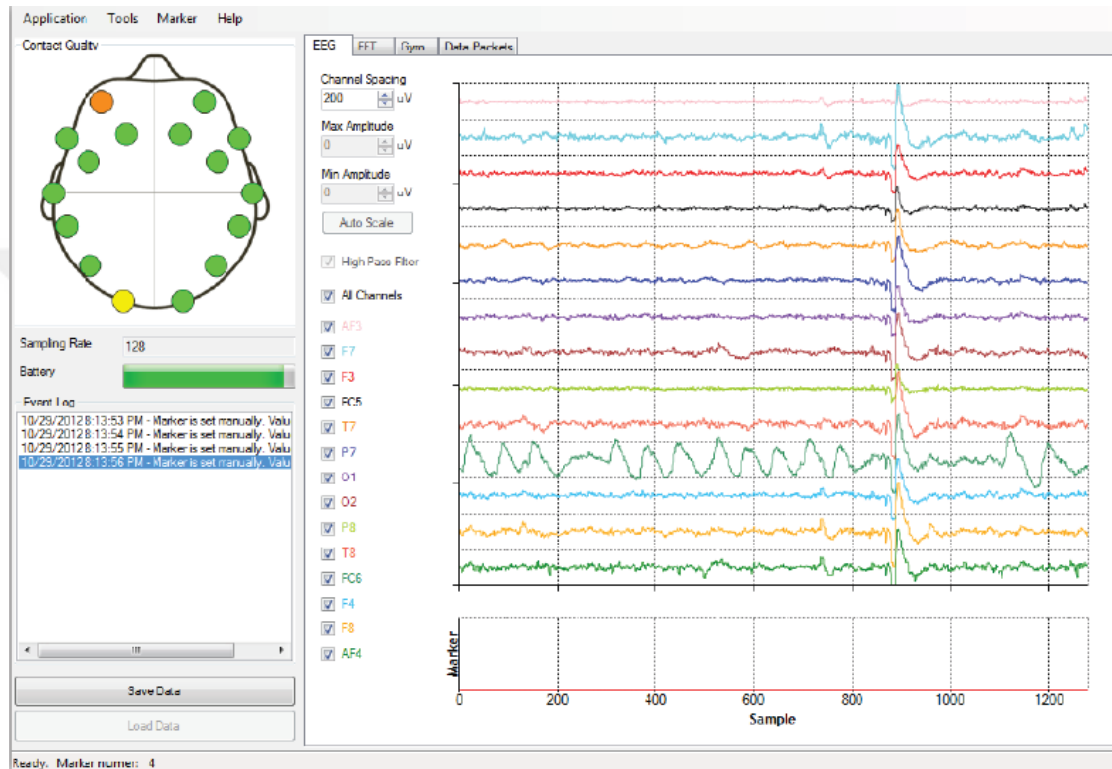 Application Tools Marker Help
Contact Quality
EEG FFT Gyro Data Packets
Channel Spacing
200 uV
Max Amplitude
0 uV
Min Amplitude
0 uV
Auto Scale
High Pass Filter
All Channels
AF3
F7
F3
FC5
T7
P7
O1
O2
P8
T8
FC6
F4
F8
AF4
Sampling Rate 128
Battery
Event Log
10/29/2012 8:13:53 PM - Marker is set manually. Valu
10/29/2012 8:13:54 PM - Marker is set manually. Valu
10/29/2012 8:13:55 PM - Marker is set manually. Valu
10/29/2012 8:13:56 PM - Marker is set manually. Valu
Save Data
Load Data
Marker
0 200 400 600 800 1000 1200
Sample
Ready. Marker numer: 4